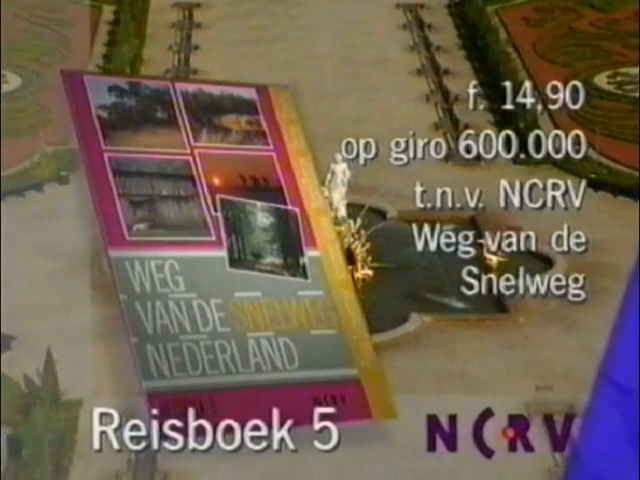 f. 14,90
op giro 600.000
t.n.v. NCRV
Weg van de
Snelweg
WEG
VAN DE SNELWEG
NEDERLAND
NCRV
Reisboek 5
NCRV